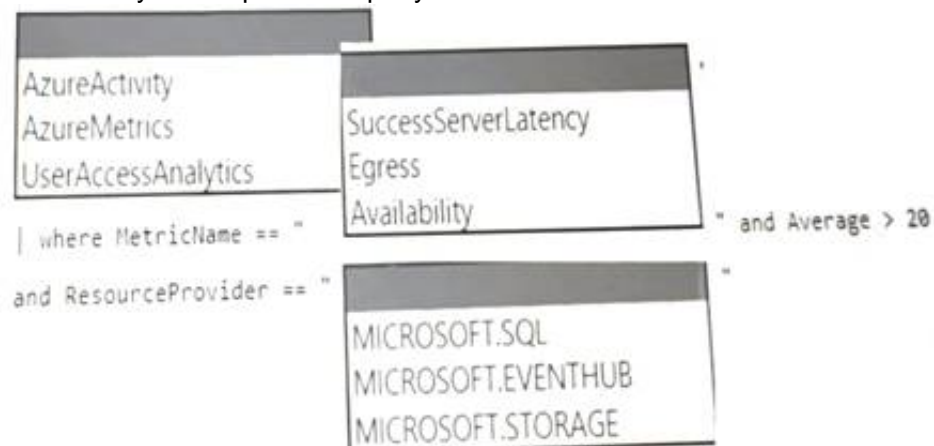 AzureActivity
AzureMetrics
UserAccessAnalytics
SuccessServerLatency
Egress
Availability
| where MetricName == " " and Average > 20
and ResourceProvider == " "
MICROSOFT.SQL
MICROSOFT.EVENTHUB
MICROSOFT.STORAGE